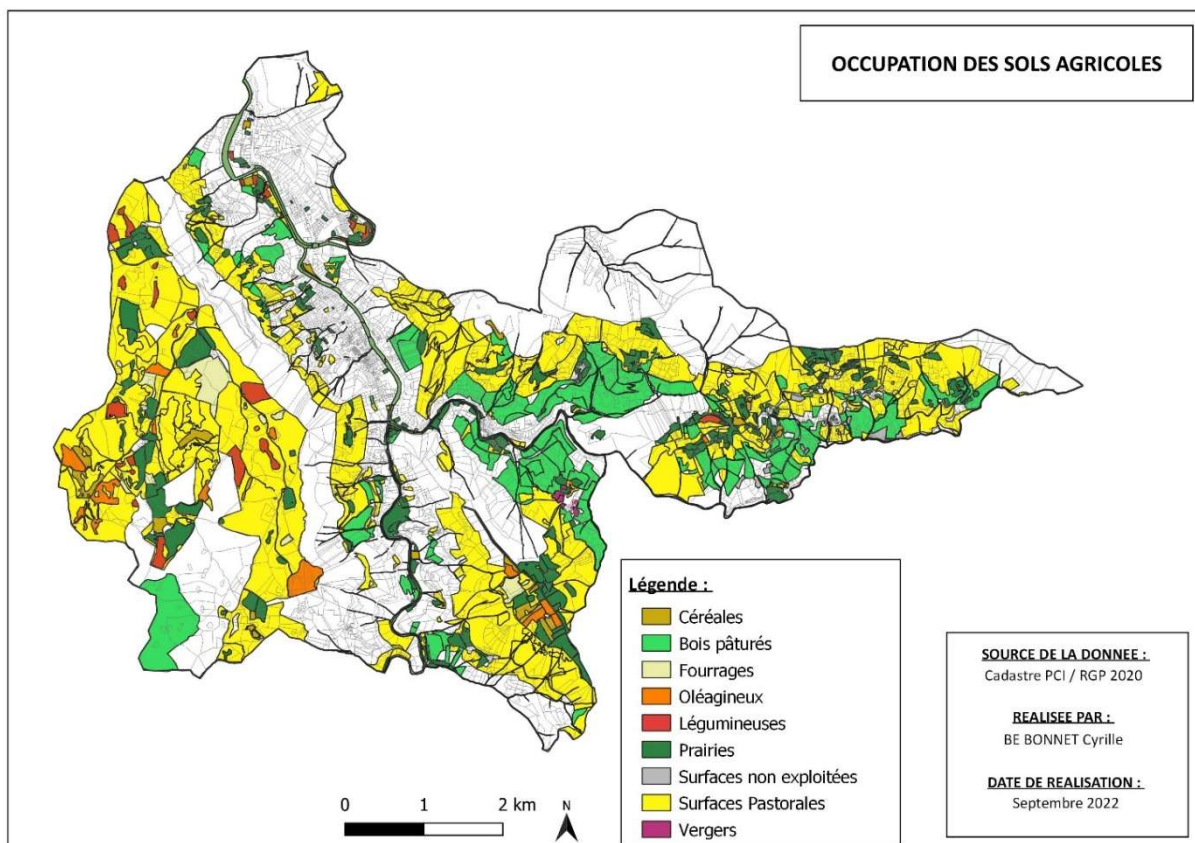 OCCUPATION DES SOLS AGRICOLES
Légende :
Céréales
Bois pâturés
Fourrages
Oléagineux
Légumineuses
Prairies
Surfaces non exploitées
Surfaces Pastorales
Vergers
0 1 2 km
N
SOURCE DE LA DONNEE :
Cadastre PCI / RGP 2020
REALISEE PAR :
BE BONNET Cyrille
DATE DE REALISATION :
Septembre 2022